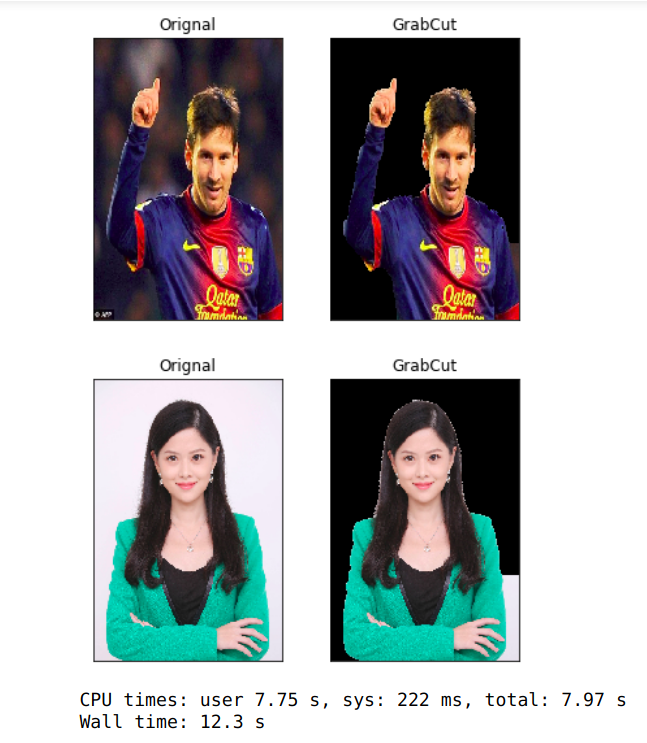 Orignal GrabCut
Qatar
Foundation
Qatar
Foundation
© AFP
Orignal GrabCut
CPU times: user 7.75 s, sys: 222 ms, total: 7.97 s
Wall time: 12.3 s